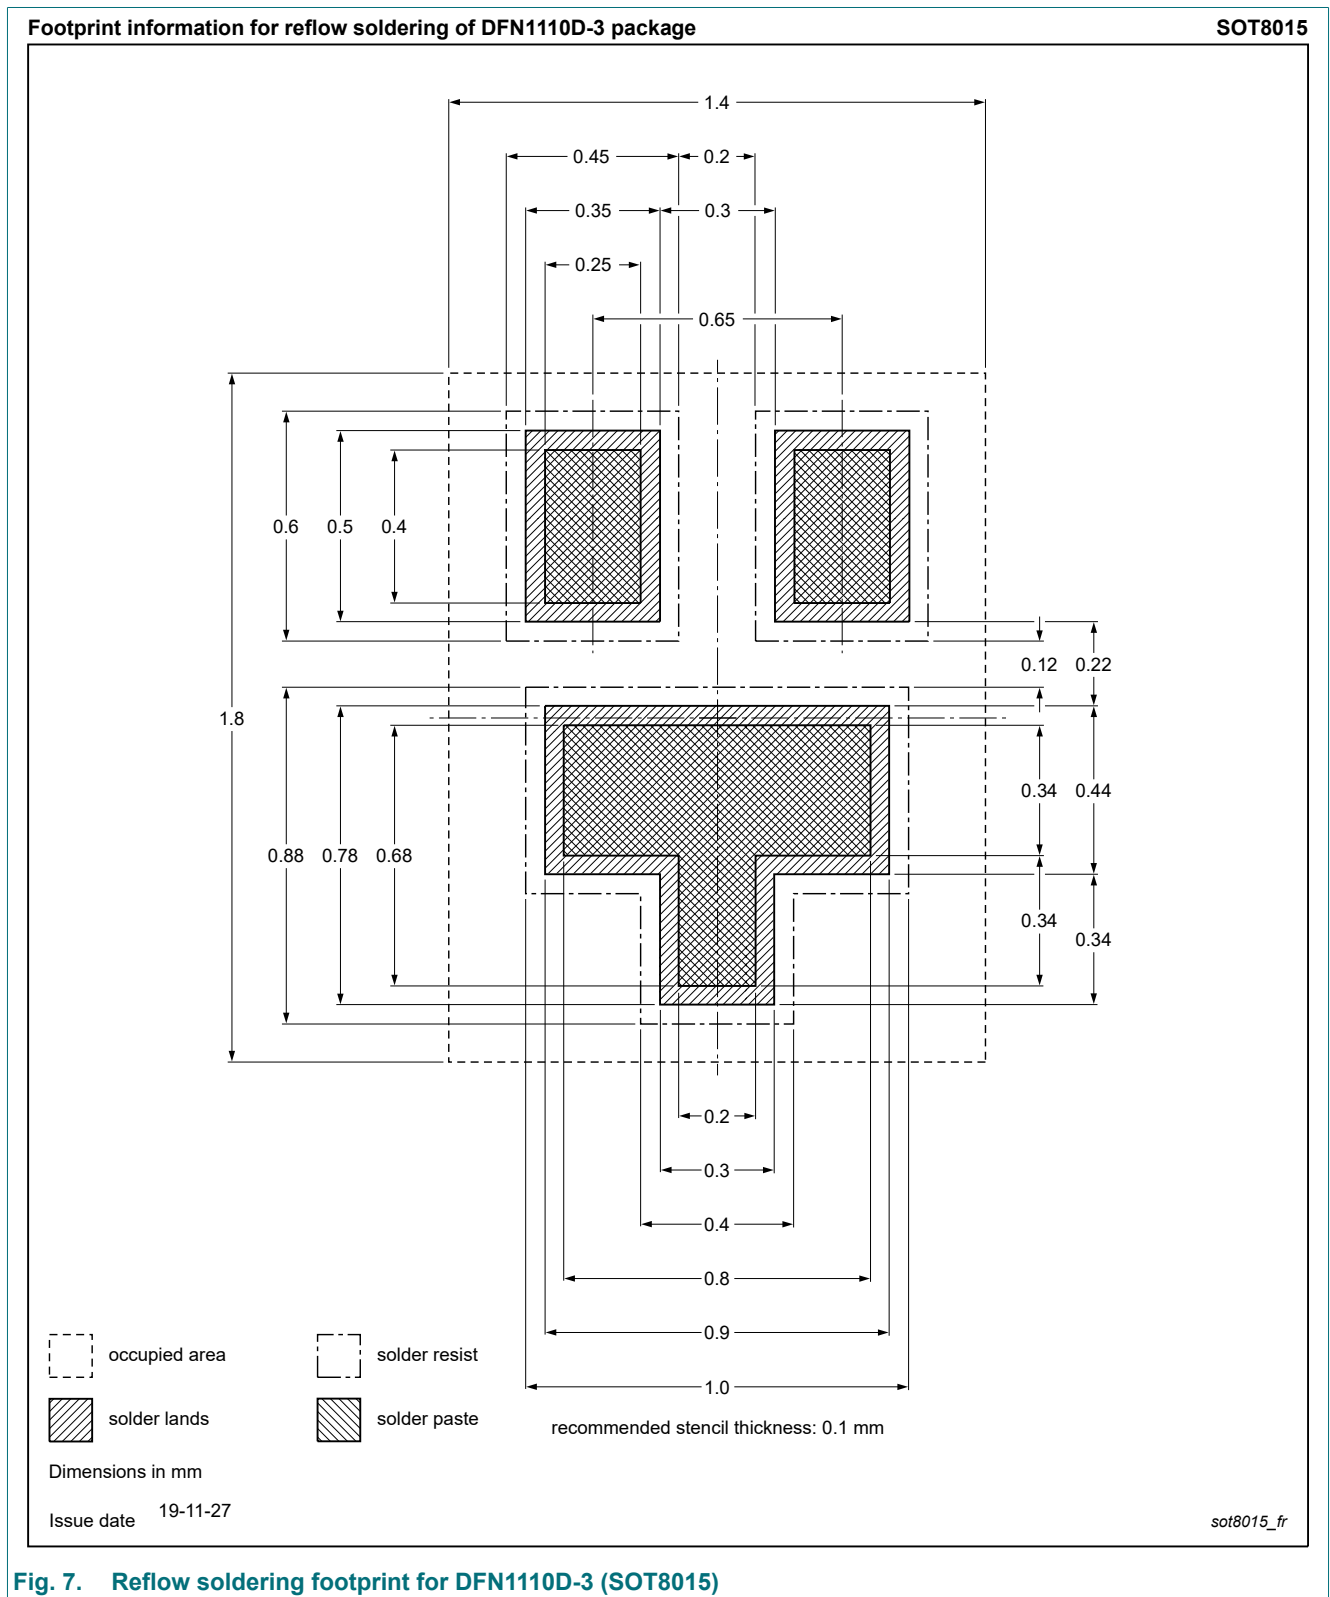 Footprint information for reflow soldering of DFN1110D-3 package SOT8015
1.4
0.45 0.2
0.35 0.3
0.25
0.65
0.6 0.5 0.4
0.12 0.22
1.8
0.34 0.44
0.88 0.78 0.68
0.34
0.34
0.2
0.3
0.4
0.8
0.9
1.0
occupied area
solder resist
solder lands
solder paste
recommended stencil thickness: 0.1 mm
Dimensions in mm
Issue date 19-11-27
sot8015_fr
Fig. 7. Reflow soldering footprint for DFN1110D-3 (SOT8015)